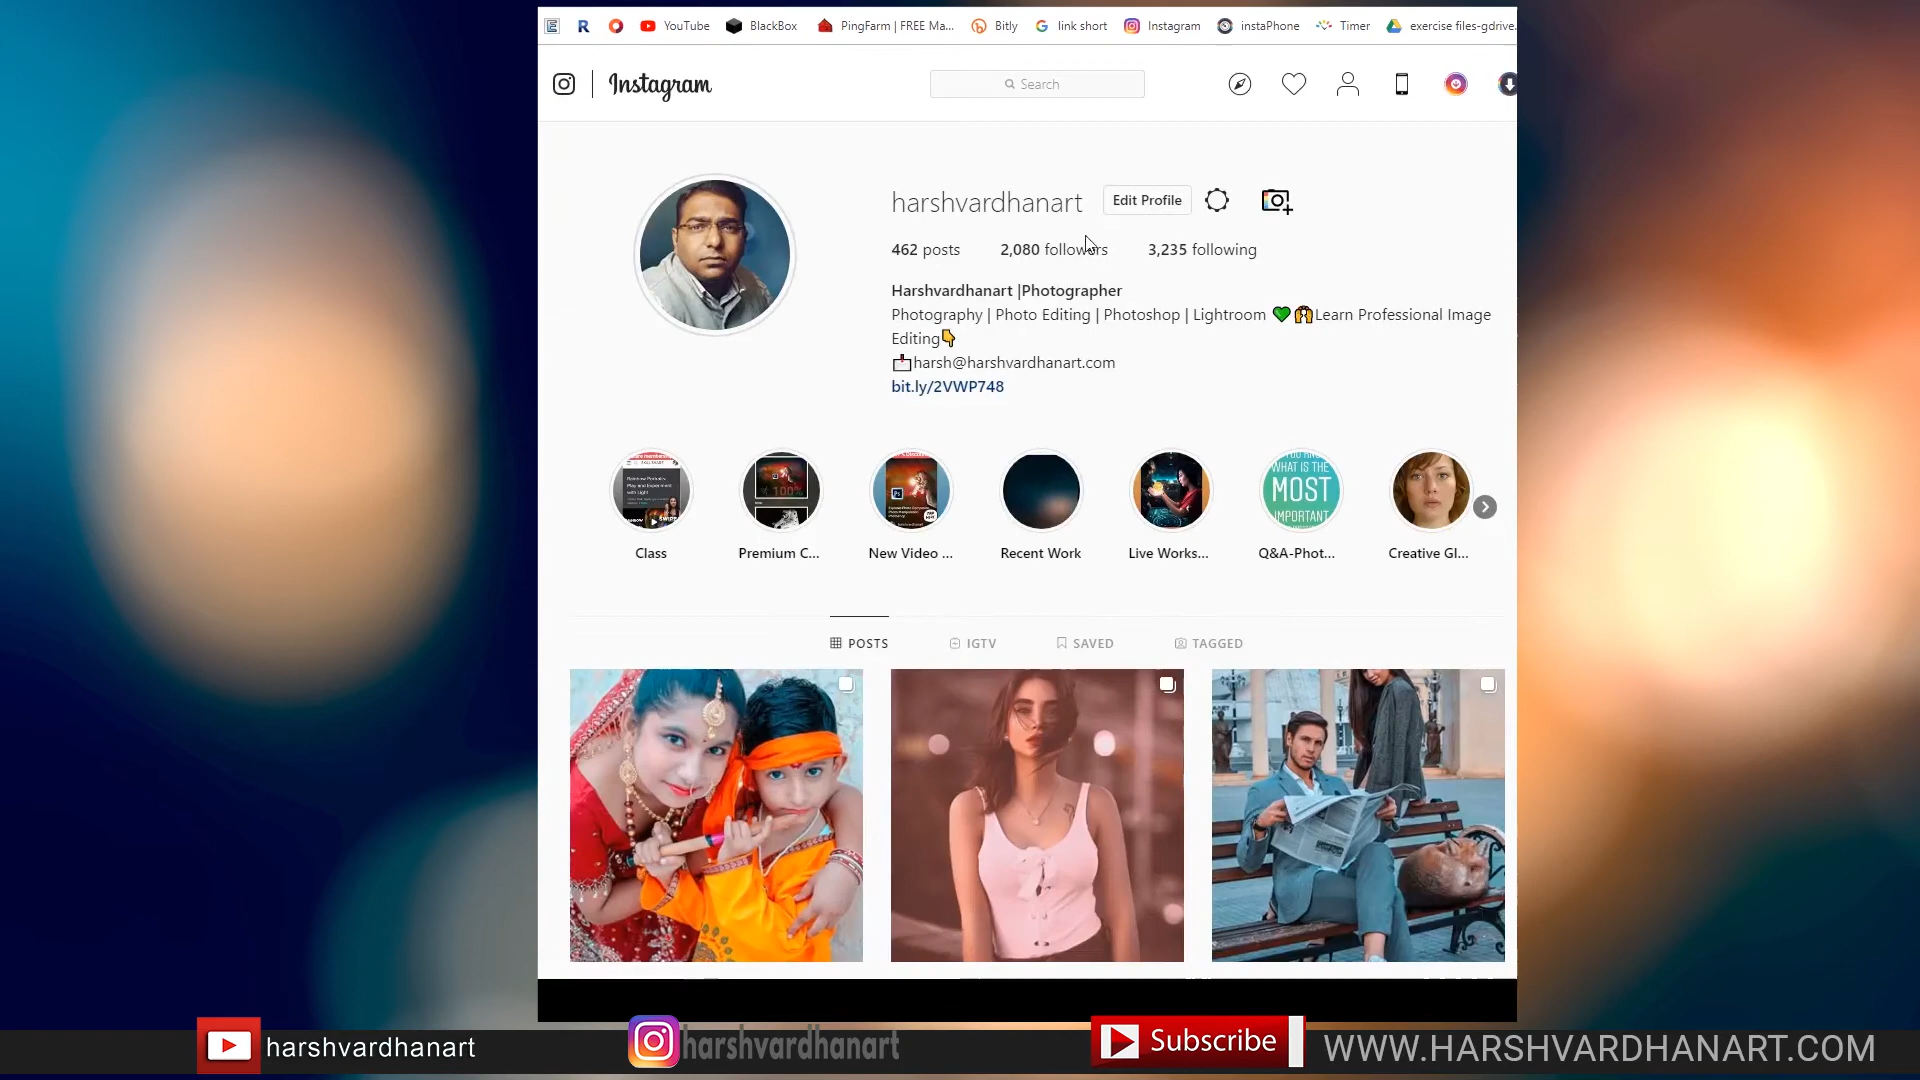 YouTube BlackBox PingFarm | FREE Ma... Bitly link short Instagram instaPhone Timer exercise files-gdrive.
Instagram
Search
harshvardhanart Edit Profile
462 posts 2,080 followers 3,235 following
Harshvardhanart |Photographer
Photography | Photo Editing | Photoshop | Lightroom 💚🙌Learn Professional Image
Editing👇
📩harsh@harshvardhanart.com
bit.ly/2VWP748
100%
WHAT IS THE
MOST
IMPORTANT
Class Premium C... New Video ... Recent Work Live Works... Q&A-Phot... Creative Gl...
POSTS IGTV SAVED TAGGED
harshvardhanart harshvardhanart Subscribe WWW.HARSHVARDHANART.COM